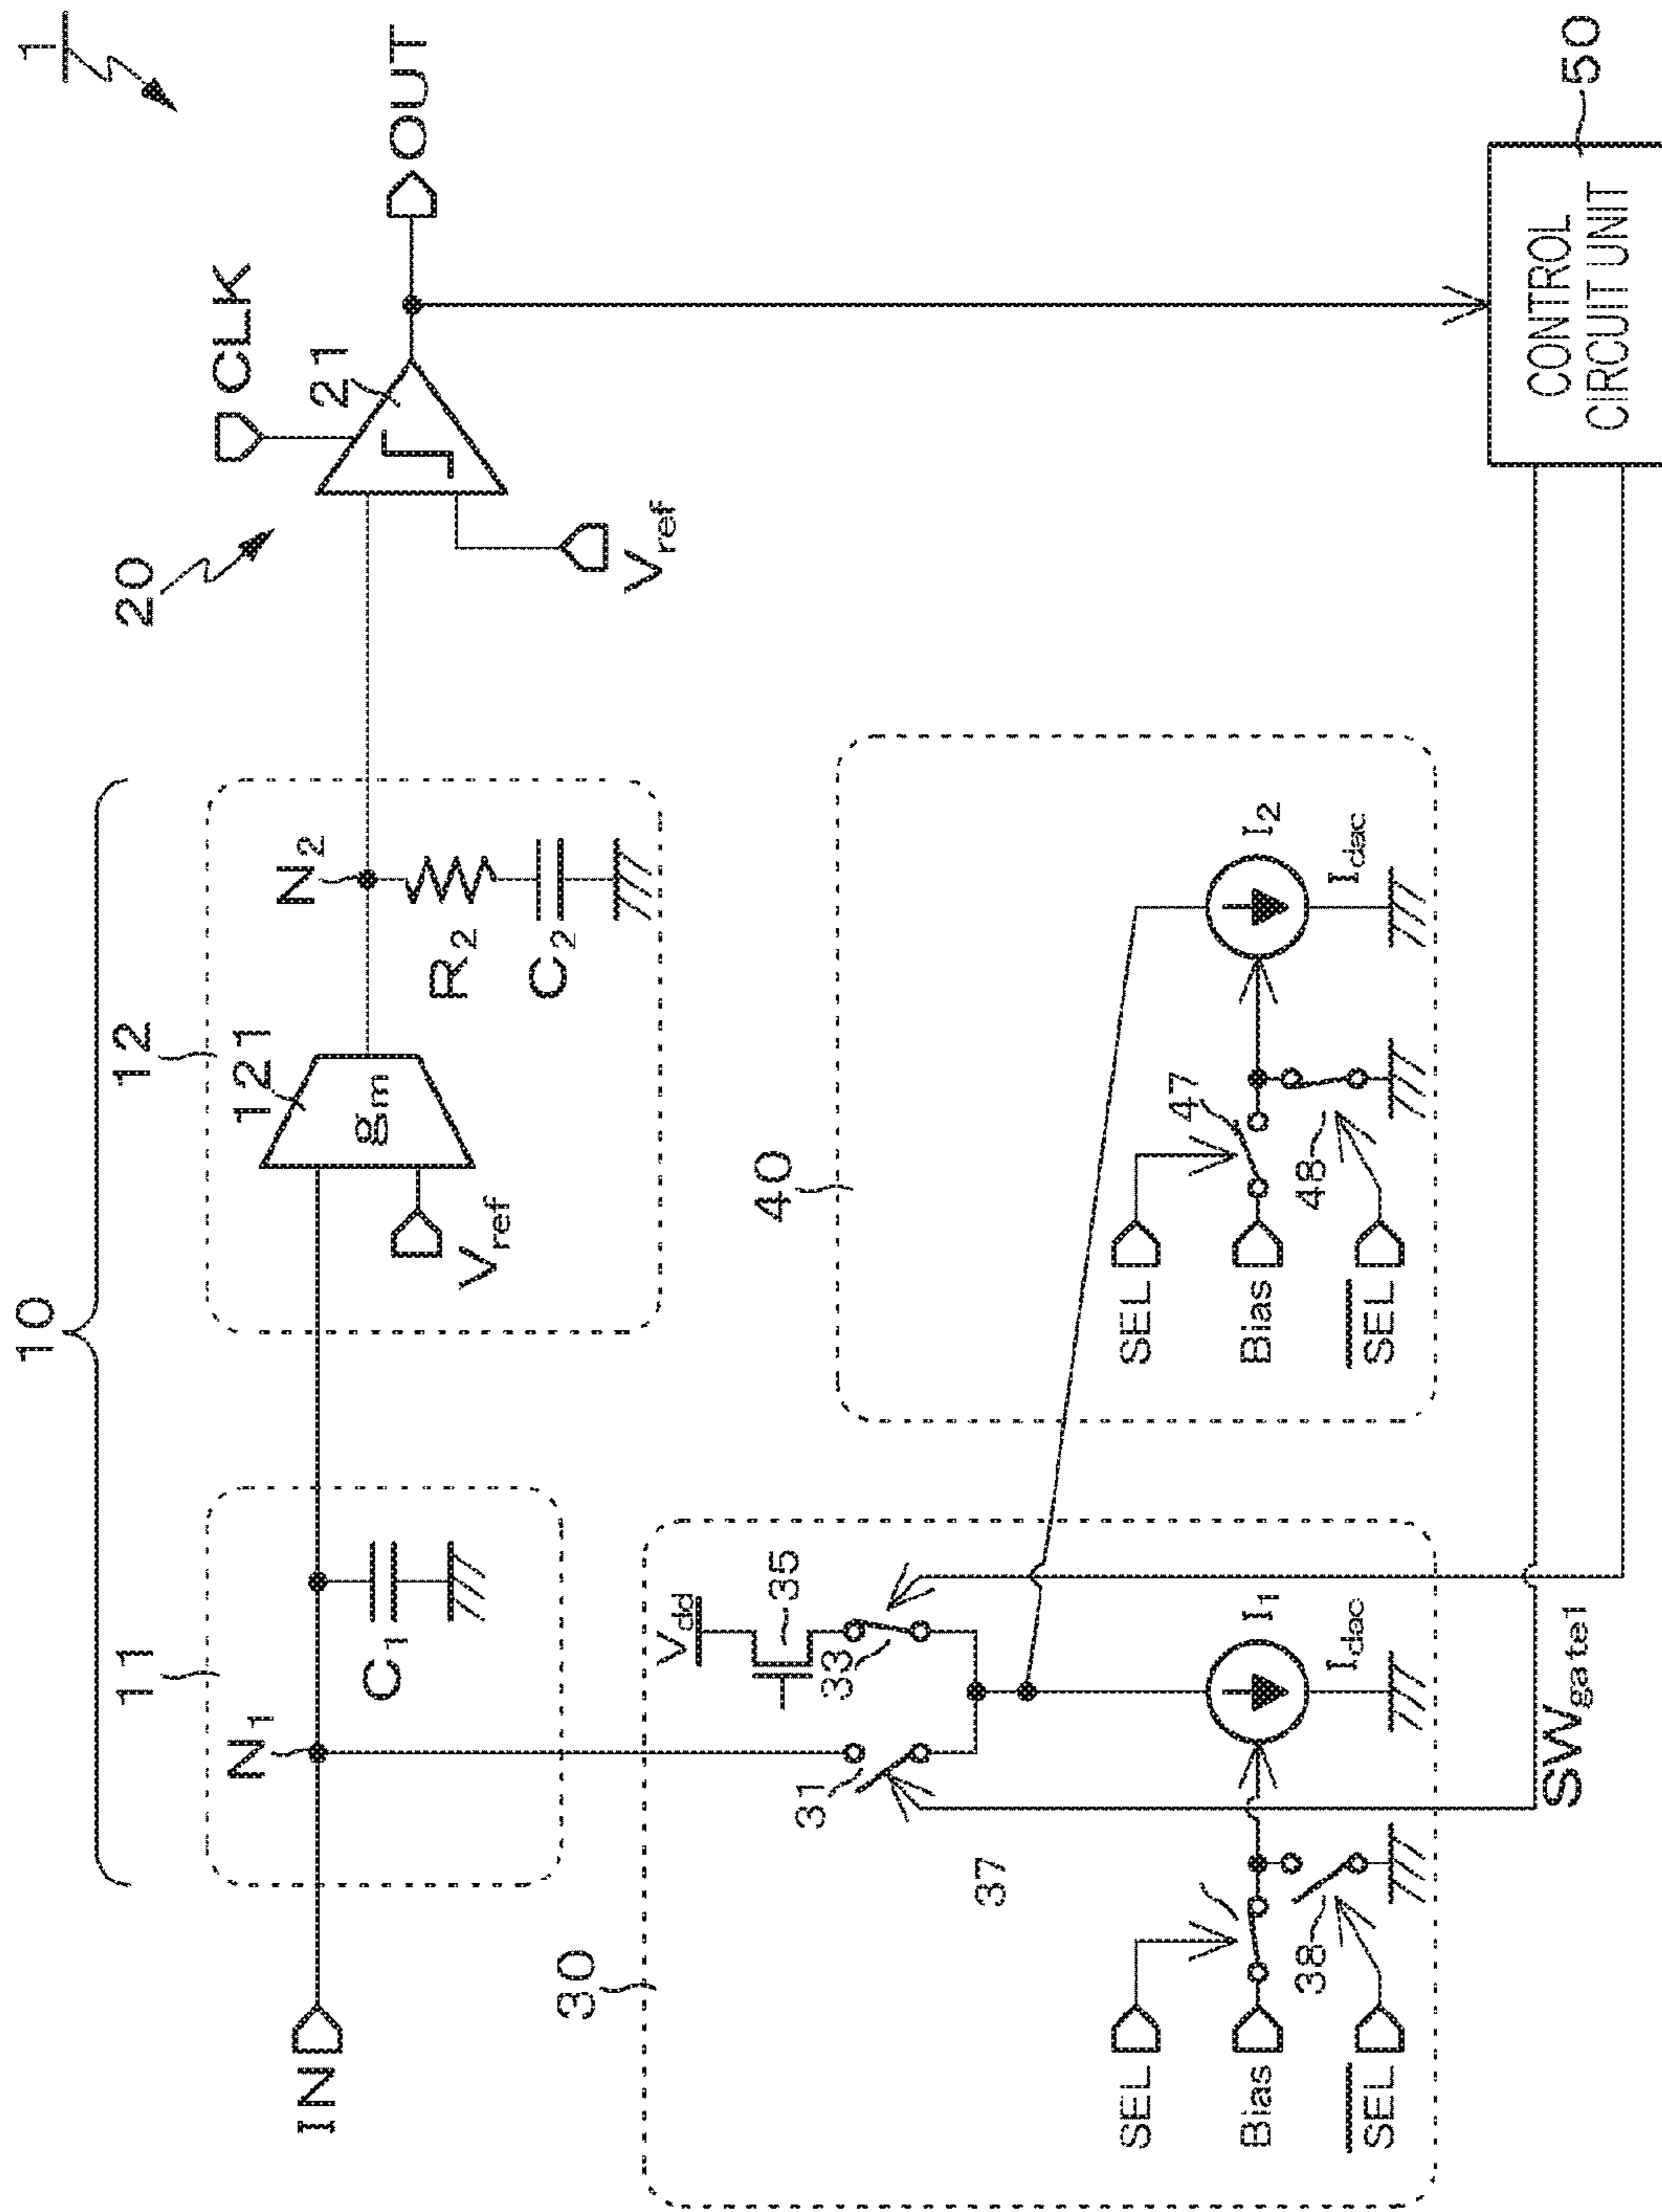 1
10
11
12
20
IN
N1
C1
121
gm
Vref
N2
R2
C2
CLK
21
OUT
Vref
30
Vdd
35
31
33
37
SEL
Bias
SEL
38
I1
Idac
SWgate1
40
SEL
Bias
SEL
47
48
I2
Idac
CONTROL
CIRCUIT UNIT
50